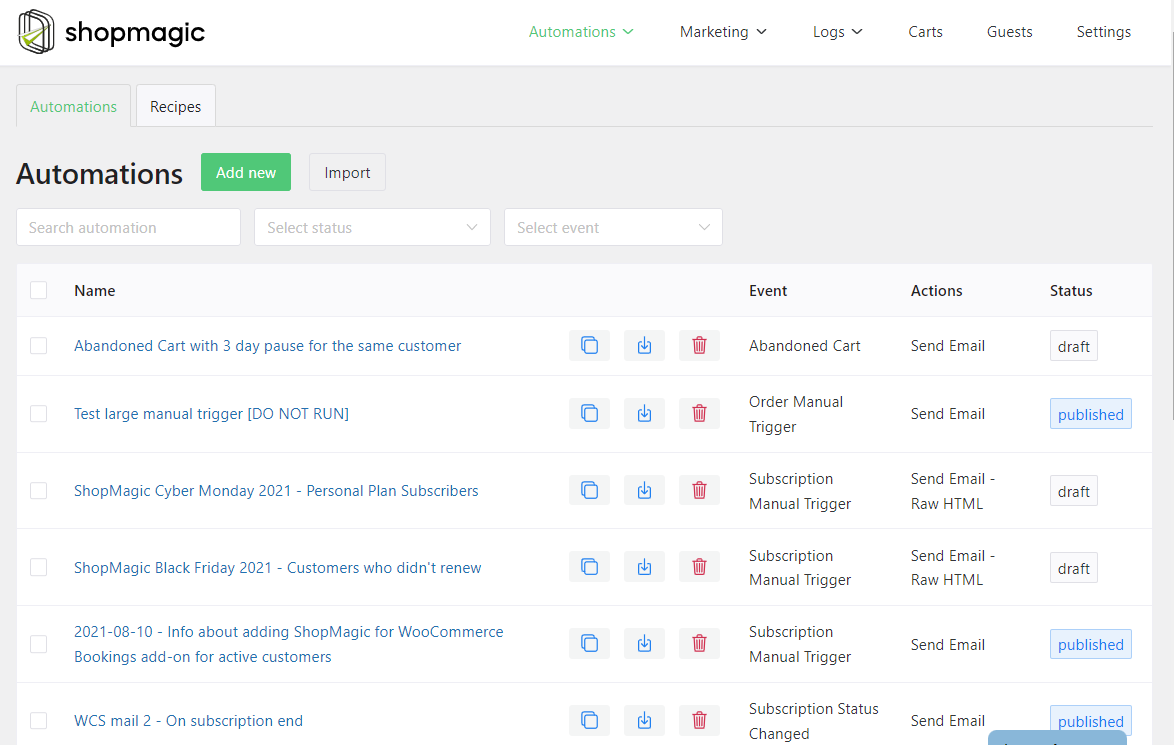 shopmagic
Automations Marketing Logs Carts Guests Settings
Automations Recipes
Automations Add new Import
Search automation Select status Select event
Name Event Actions Status
Abandoned Cart with 3 day pause for the same customer Abandoned Cart Send Email draft
Test large manual trigger [DO NOT RUN] Order Manual Trigger Send Email published
ShopMagic Cyber Monday 2021 - Personal Plan Subscribers Subscription Manual Trigger Send Email - Raw HTML draft
ShopMagic Black Friday 2021 - Customers who didn't renew Subscription Manual Trigger Send Email - Raw HTML draft
2021-08-10 - Info about adding ShopMagic for WooCommerce
Bookings add-on for active customers Subscription Manual Trigger Send Email published
WCS mail 2 - On subscription end Subscription Status Changed Send Email published